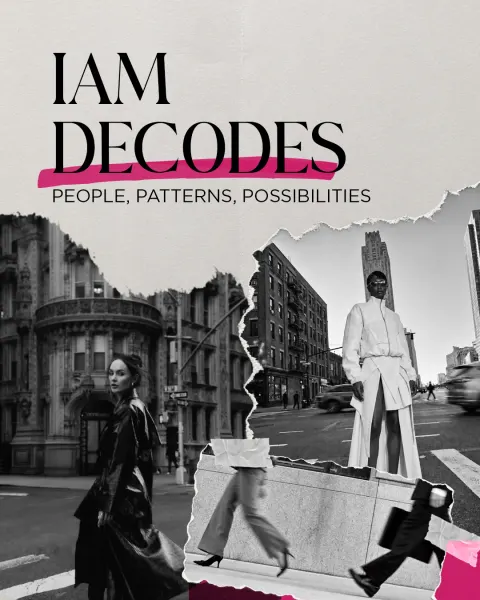 IAM
DECODES
PEOPLE, PATTERNS, POSSIBILITIES